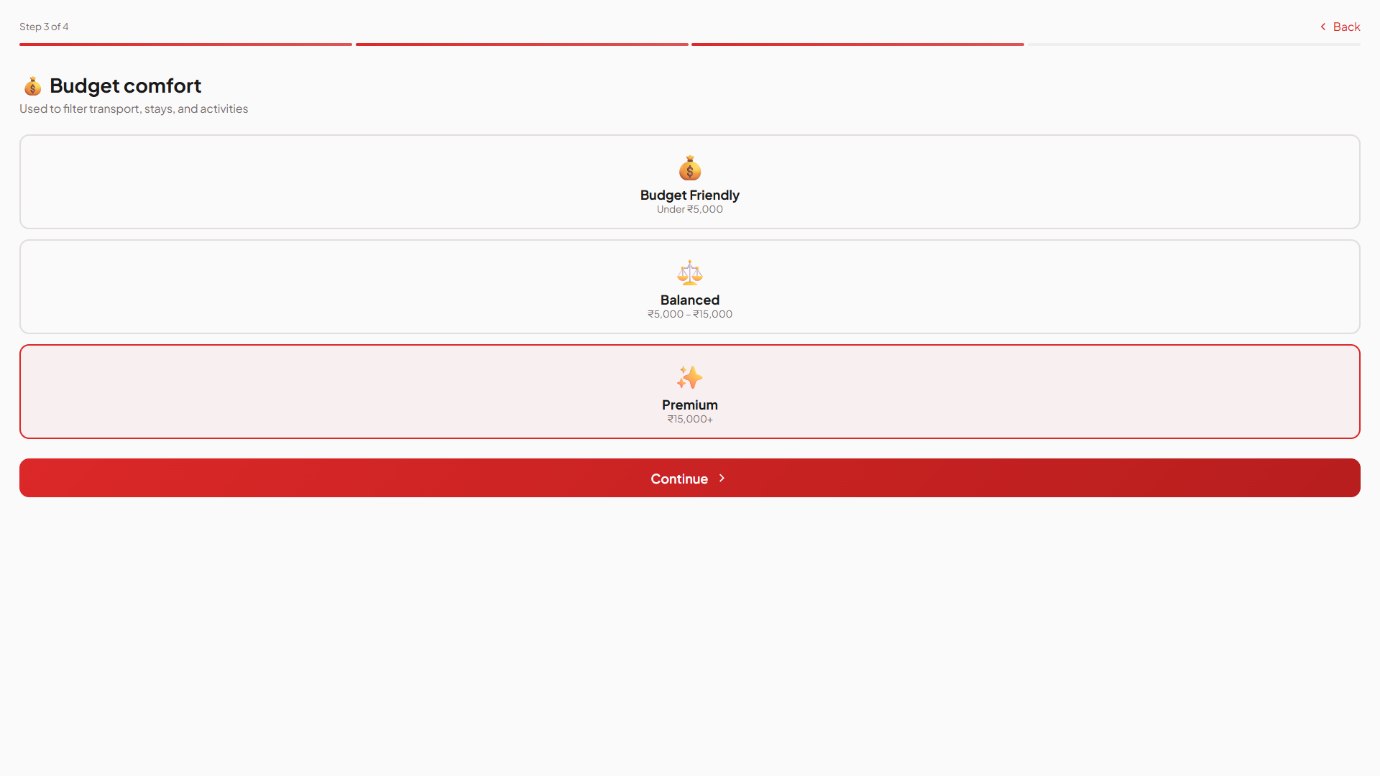 Step 3 of 4
Back
Budget comfort
Used to filter transport, stays, and activities
Budget Friendly
Under ₹5,000
Balanced
₹5,000 – ₹15,000
Premium
₹15,000+
Continue